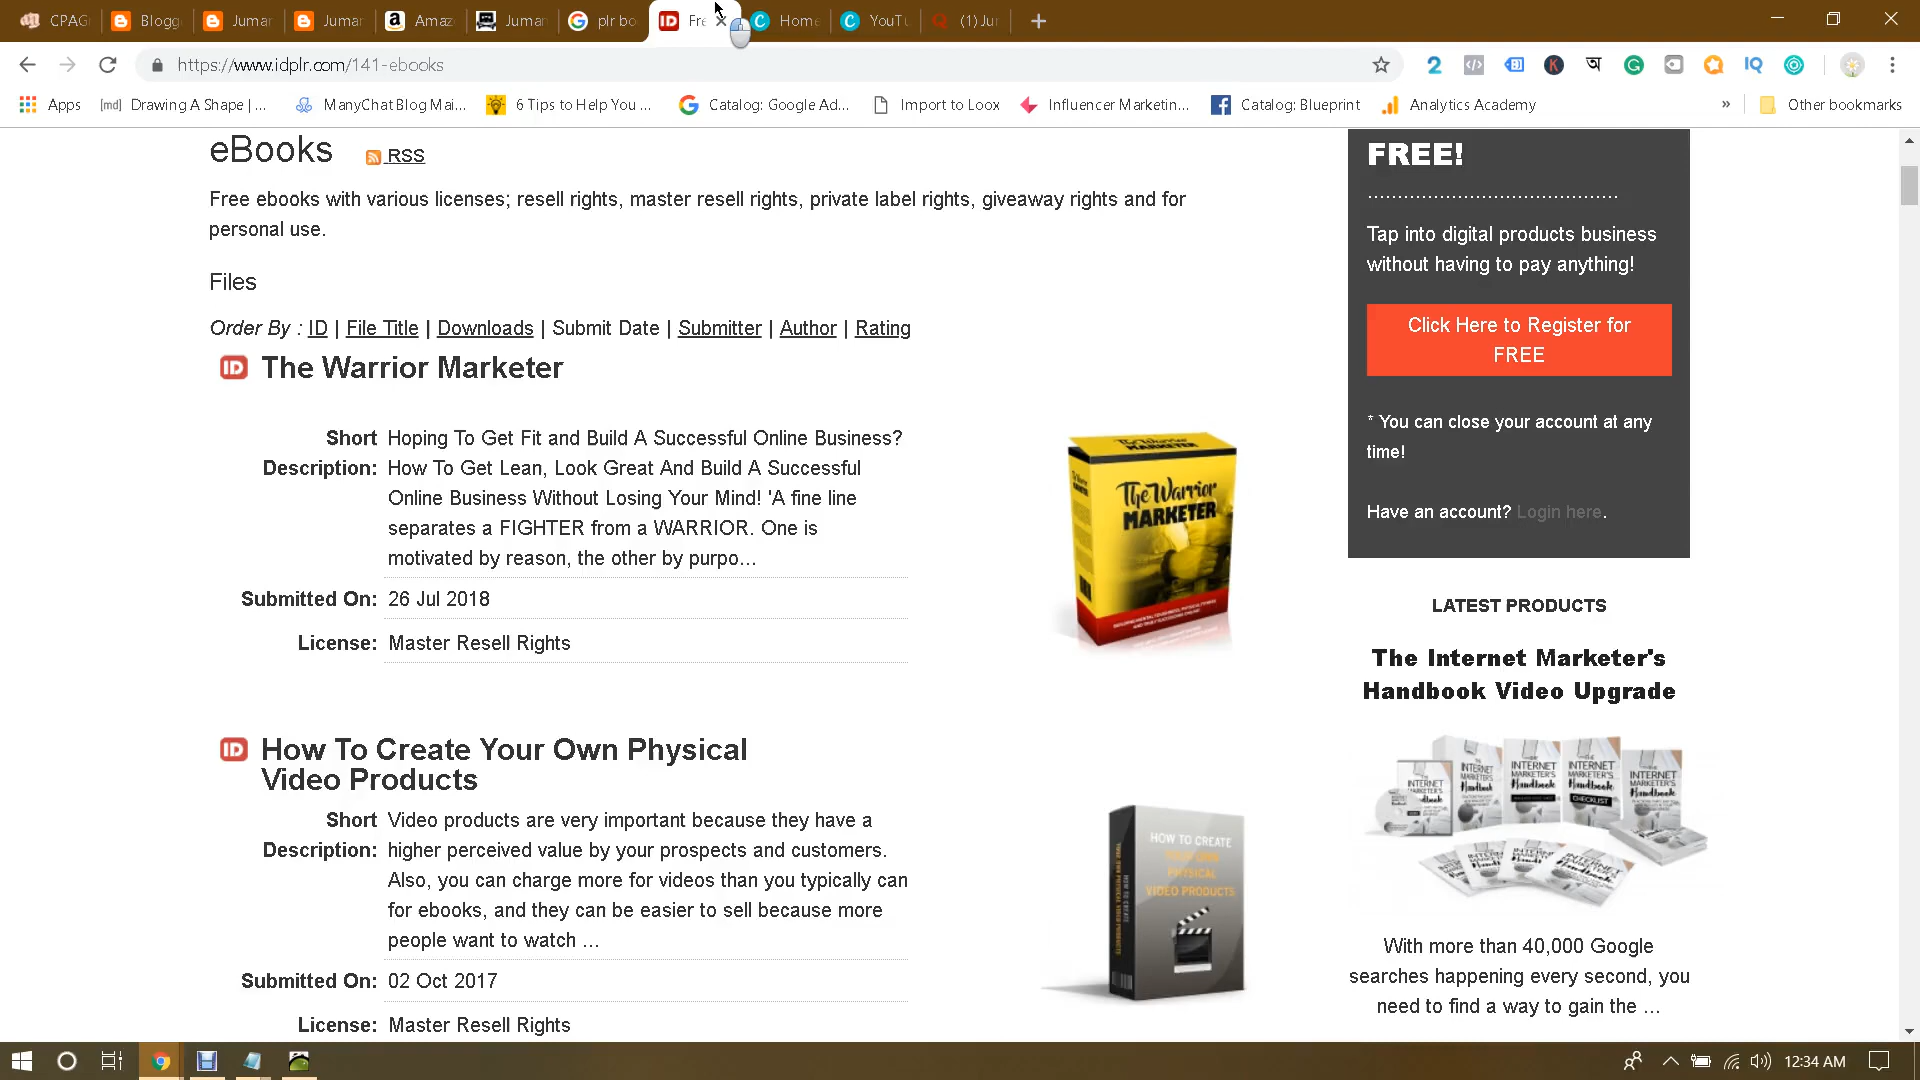 CPAG
Blogg
Jumar
Jumar
Amaz
Jumar
plr bo
Fre
Home
YouTu
(1) Ju
https://www.idplr.com/141-ebooks
Apps
Drawing A Shape | ...
ManyChat Blog Mai...
6 Tips to Help You ...
Catalog: Google Ad...
Import to Loox
Influencer Marketin...
Catalog: Blueprint
Analytics Academy
»
Other bookmarks
eBooks RSS
Free ebooks with various licenses; resell rights, master resell rights, private label rights, giveaway rights and for
personal use.
Files
Order By : ID | File Title | Downloads | Submit Date | Submitter | Author | Rating
The Warrior Marketer
Short Description: Hoping To Get Fit and Build A Successful Online Business?
How To Get Lean, Look Great And Build A Successful
Online Business Without Losing Your Mind! 'A fine line
separates a FIGHTER from a WARRIOR. One is
motivated by reason, the other by purpo...
Submitted On: 26 Jul 2018
License: Master Resell Rights
The Warrior
MARKETER
How To Create Your Own Physical
Video Products
Short Description: Video products are very important because they have a
higher perceived value by your prospects and customers.
Also, you can charge more for videos than you typically can
for ebooks, and they can be easier to sell because more
people want to watch ...
Submitted On: 02 Oct 2017
License: Master Resell Rights
HOW TO CREATE
YOUR OWN
PHYSICAL
VIDEO PRODUCTS
FREE!
Tap into digital products business
without having to pay anything!
Click Here to Register for
FREE
* You can close your account at any
time!
Have an account? Login here.
LATEST PRODUCTS
The Internet Marketer's
Handbook Video Upgrade
THE
INTERNET
MARKETER'S
Handbook
CHECKLIST
With more than 40,000 Google
searches happening every second, you
need to find a way to gain the ...
12:34 AM